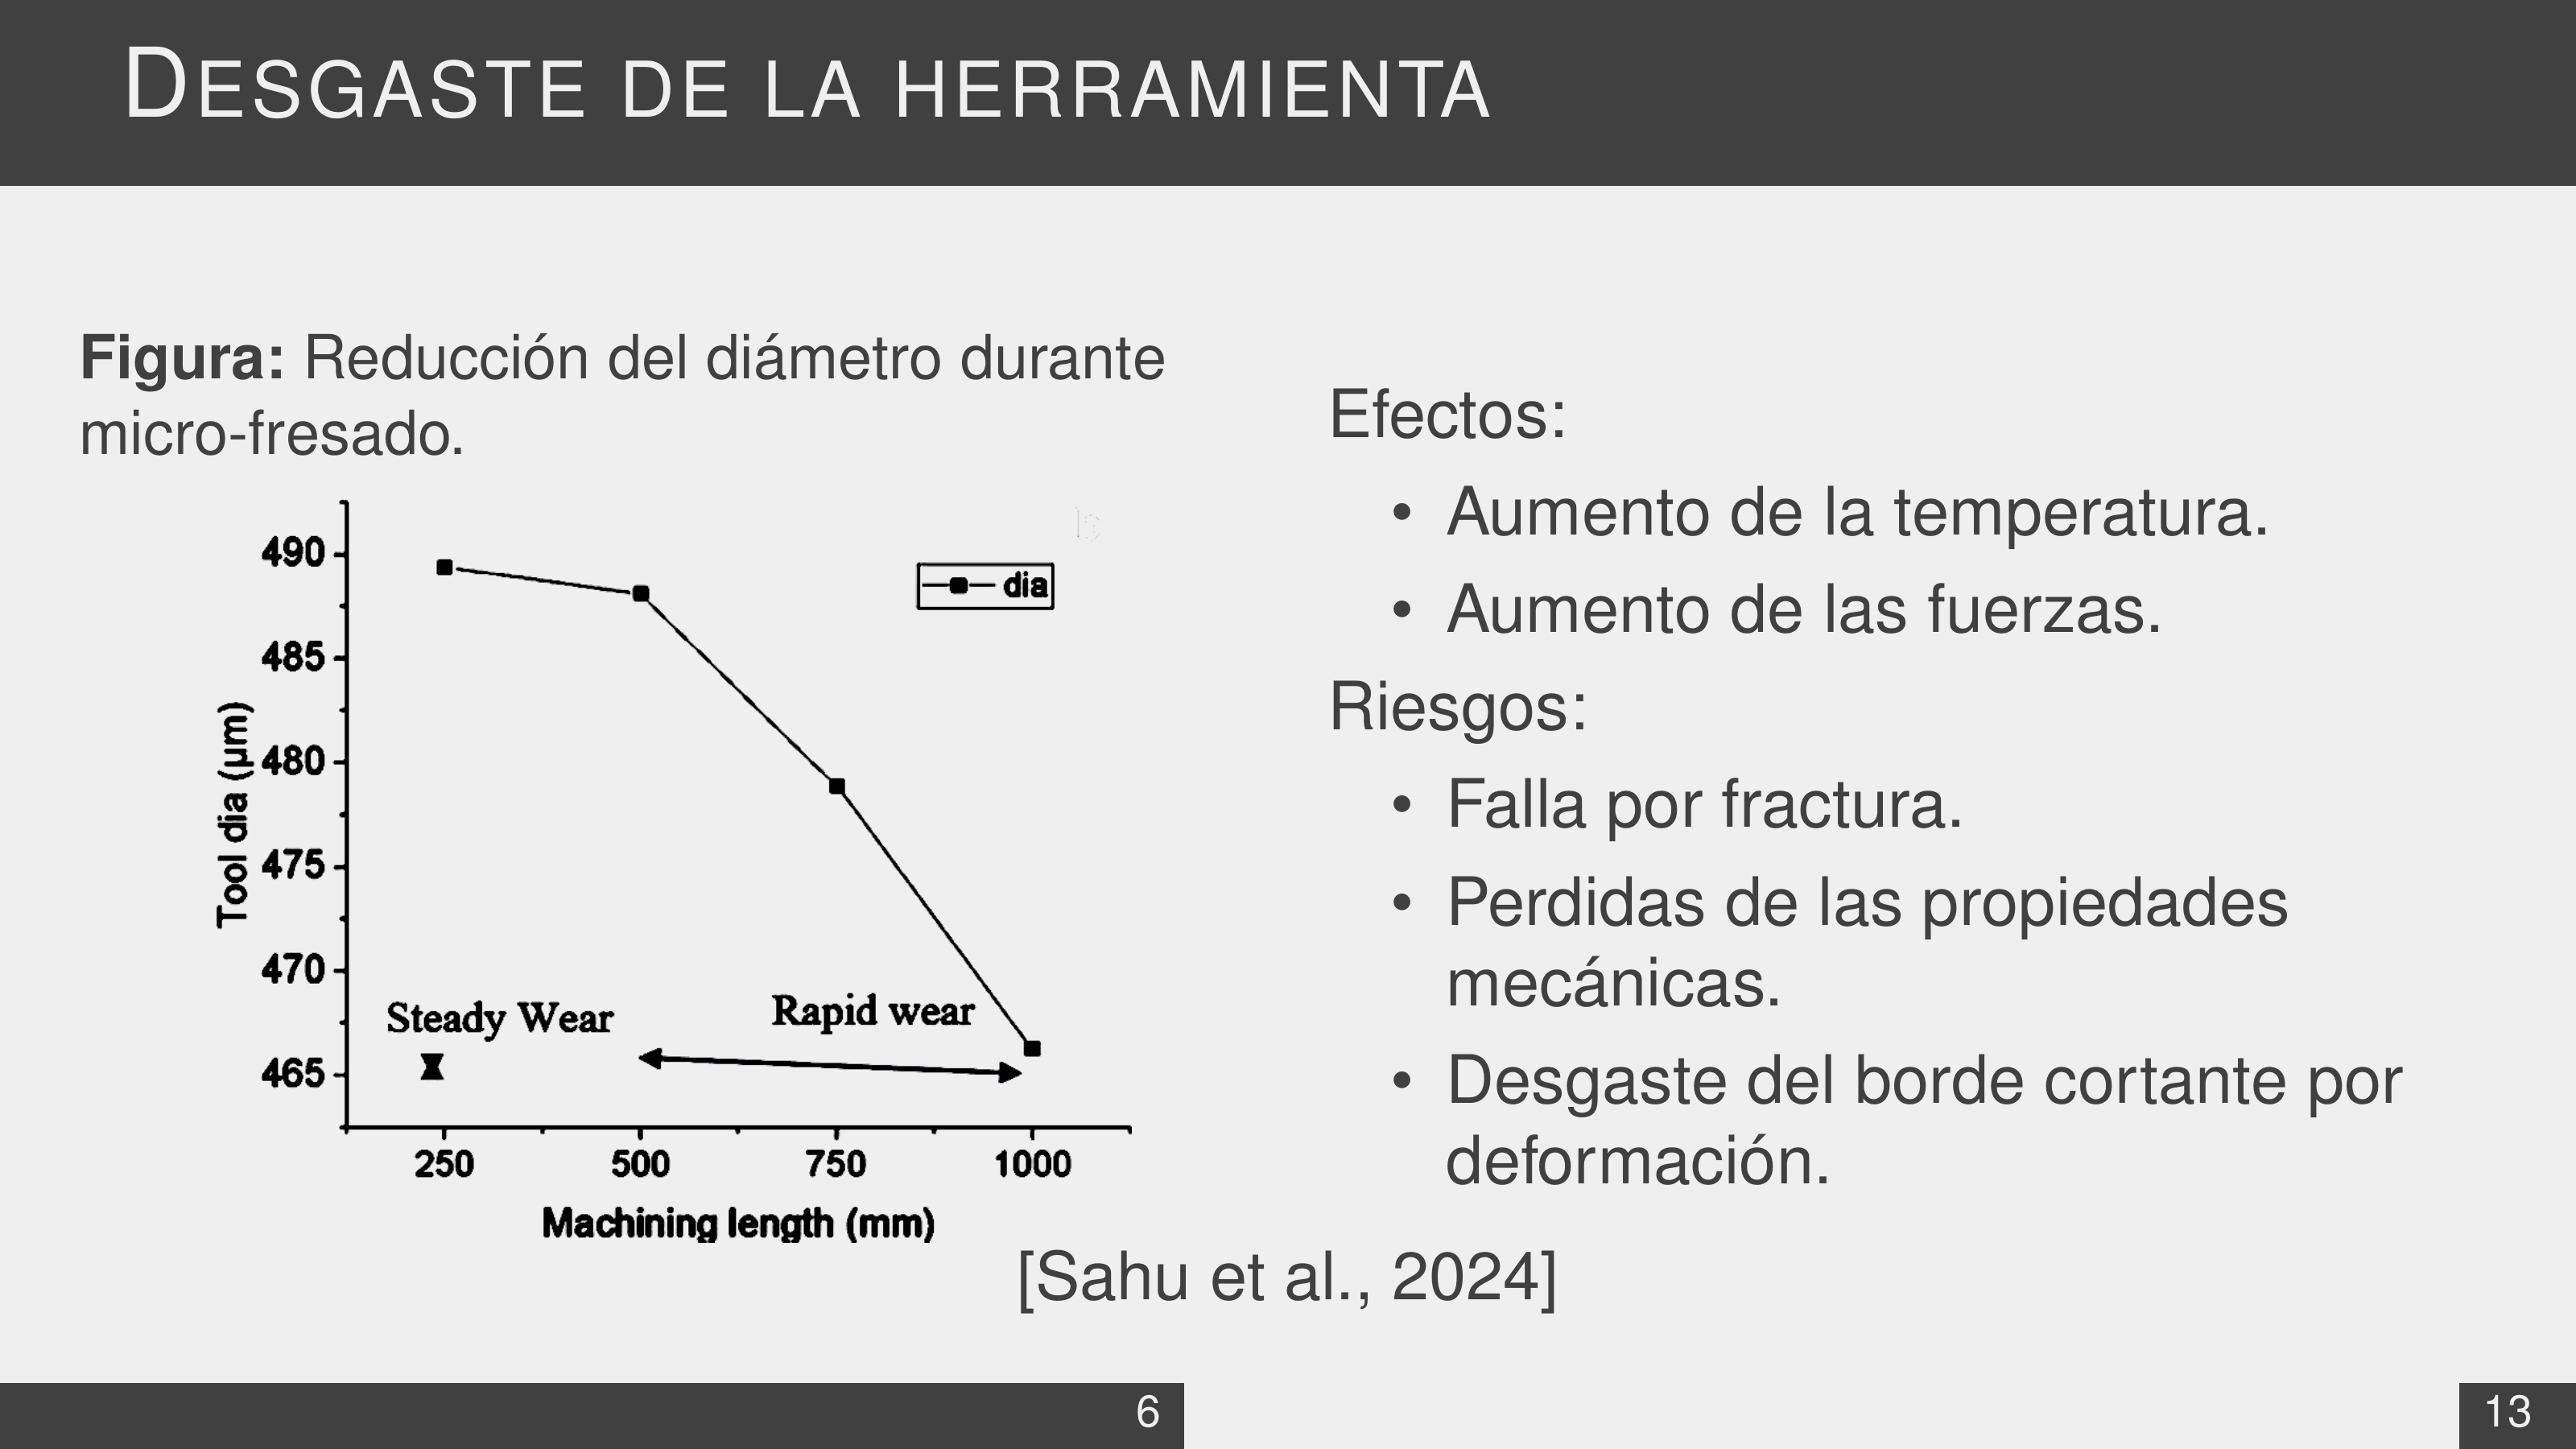 DESGASTE DE LA HERRAMIENTA
Figura: Reducción del diámetro durante
micro-fresado.
490
485
480
475
470
465
Tool dia (µm)
dia
Steady Wear
Rapid wear
250 500 750 1000
Machining length (mm)
Efectos:
• Aumento de la temperatura.
• Aumento de las fuerzas.
Riesgos:
• Falla por fractura.
• Perdidas de las propiedades
mecánicas.
• Desgaste del borde cortante por
deformación.
[Sahu et al., 2024]
6
13